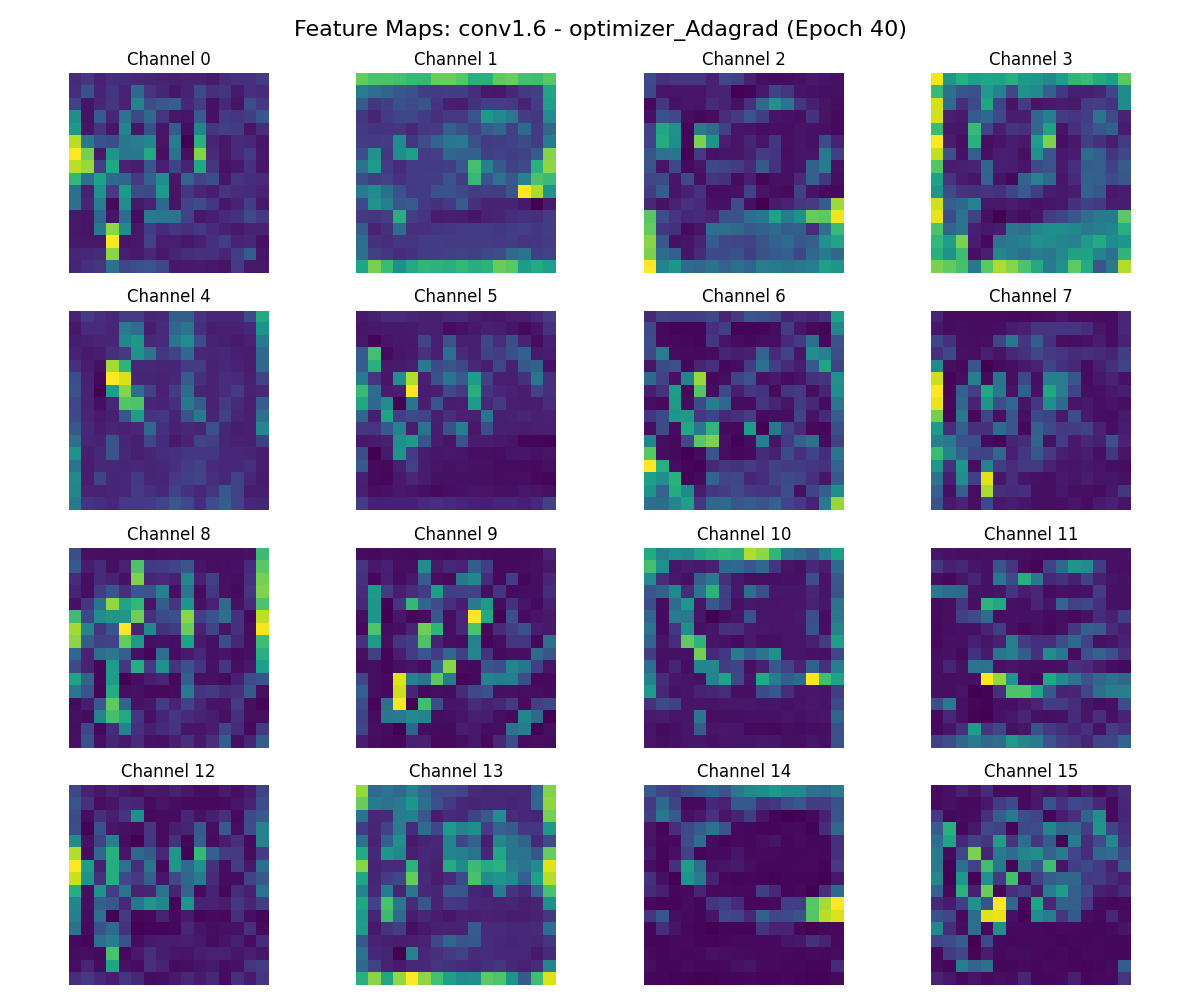 Feature Maps: conv1.6 - optimizer_Adagrad (Epoch 40)
Channel 0
Channel 1
Channel 2
Channel 3
Channel 4
Channel 5
Channel 6
Channel 7
Channel 8
Channel 9
Channel 10
Channel 11
Channel 12
Channel 13
Channel 14
Channel 15